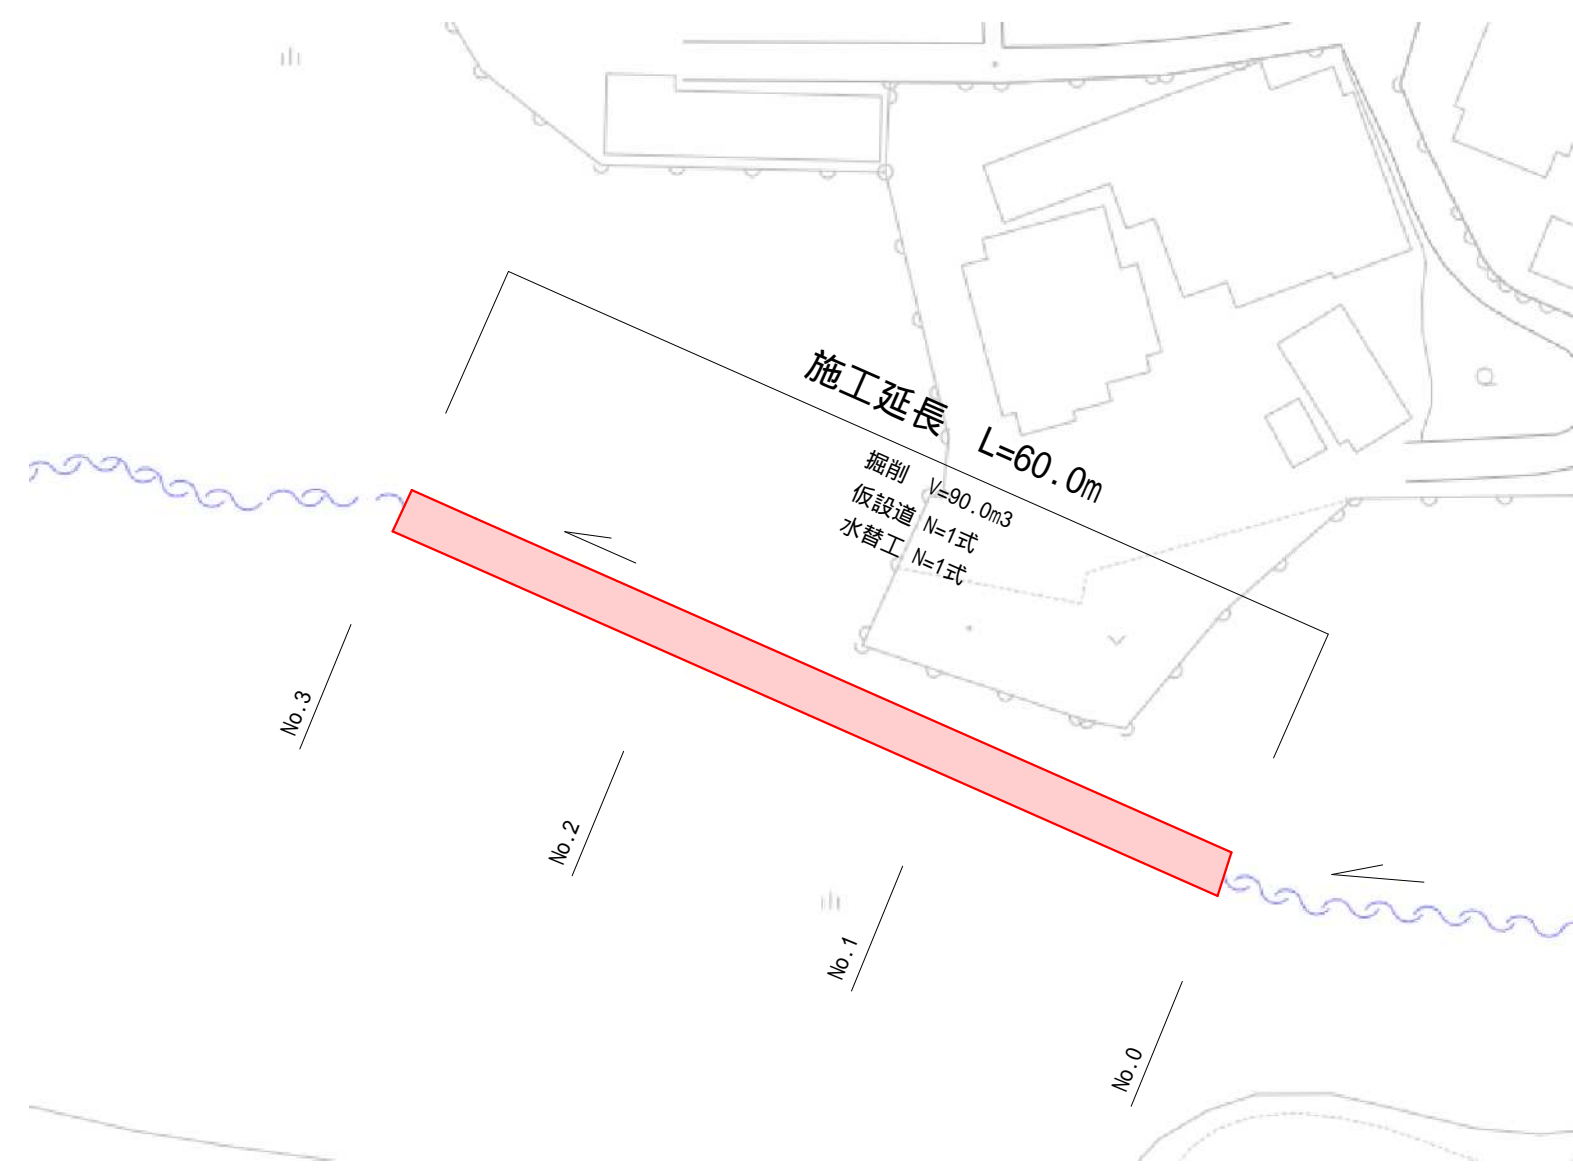 施工延長　L=60.0m
掘削　V=90.0m3
仮設道 N=1式
水替工 N=1式
No.3
No.2
No.1
No.0